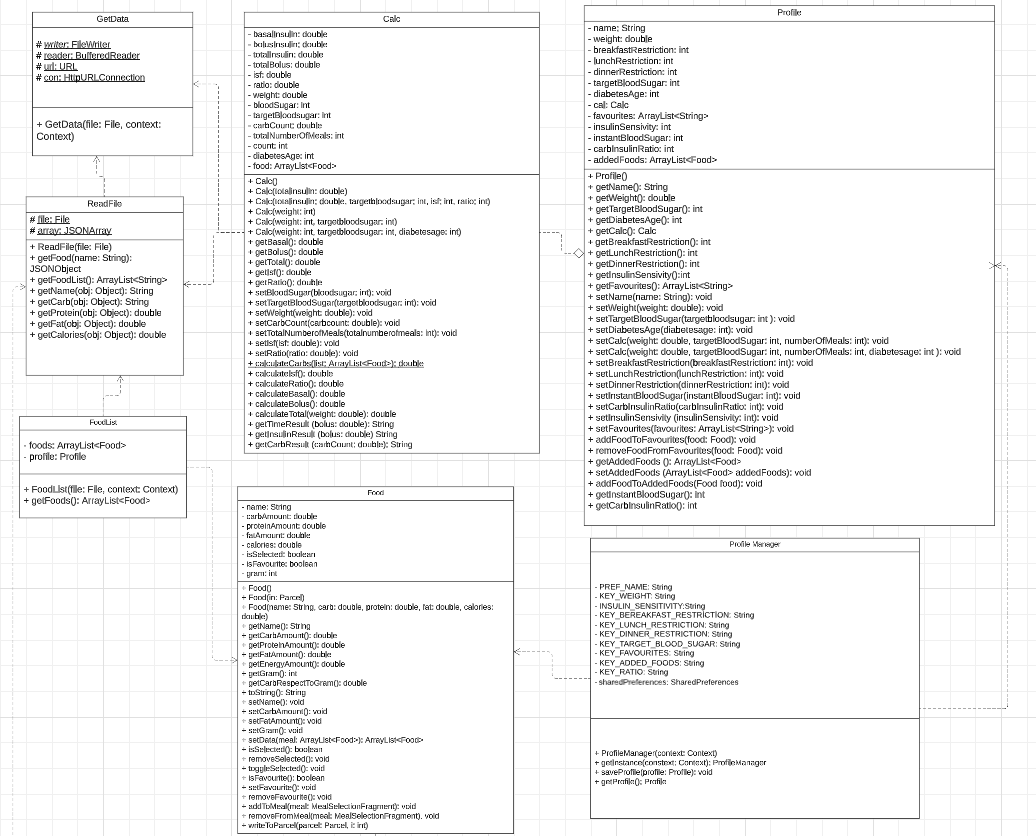 GetData
# writer: FileWriter
# reader: BufferedReader
# url: URL
# con: HttpURLConnection
+ GetData(file: File, context:
Context)
ReadFile
# file: File
# array: JSONArray
+ ReadFile(file: File)
+ getFood(name: String):
JSONObject
+ getFoodList(): ArrayList<String>
+ getName(obj: Object): String
+ getCarb(obj: Object): String
+ getProtein(obj: Object): double
+ getFat(obj: Object): double
+ getCalories(obj: Object): double
FoodList
- foods: ArrayList<Food>
- profile: Profile
+ FoodList(file: File, context: Context)
+ getFoods(): ArrayList<Food>
Calc
- basalInsulin: double
- bolusInsulin: double
- totalInsulin: double
- totalBolus: double
- isf: double
- ratio: double
- weight: double
- bloodSugar: Int
- targetBloodsugar: Int
- carbCount: double
- totalNumberOfMeals: int
- count: int
- diabetesAge: int
- food: ArrayList<Food>
+ Calc()
+ Calc(totalInsulin: double)
+ Calc(totalinsulin: double, targetbloodsugar: int, isf: int, ratio: int)
+ Calc(weight: int)
+ Calc(weight: int, targetbloodsugar: int)
+ Calc(weight: int, targetbloodsugar: int, diabetesage: int)
+ getBasal(): double
+ getBolus(): double
+ getTotal(): double
+ getIsf(): double
+ getRatio(): double
+ setBloodSugar(bloodsugar: int): void
+ setTargetBloodSugar(targetbloodsugar: int): void
+ setWeight(weight: double): void
+ setCarbCount(carbcount: double): void
+ setTotalNumberofMeals(totalnumberofmeals: Int): void
+ setIsf(isf: double): void
+ setRatio(ratio: double): void
+ calculateCarbs(list: ArrayList<Food>): double
+ calculateIsf(): double
+ calculateRatio(): double
+ calculateBasal(): double
+ calculateBolus(): double
+ calculateTotal(weight: double): double
+ getTimeResult (bolus: double): String
+ getInsulinResult (bolus: double) String
+ getCarbResult (carbCount: double): String
Food
- name: String
- carbAmount: double
- proteinAmount: double
- fatAmount: double
- calories: double
- isSelected: boolean
- isFavourite: boolean
- gram: int
+ Food()
+ Food(in: Parcel)
+ Food(name: String, carb: double, protein: double, fat: double, calories:
double)
+ getName(): String
+ getCarbAmount(): double
+ getProteinAmount(): double
+ getFatAmount(): double
+ getEnergyAmount(): double
+ getGram(): int
+ getCarbRespectToGram(): double
+ toString(): String
+ setName(): void
+ setCarbAmount(): void
+ setFatAmount(): void
+ setGram(): void
+ setData(meal: ArrayList<Food>): ArrayList<Food>
+ isSelected(): boolean
+ removeSelected(): void
+ toggleSelected(): void
+ isFavourite(): boolean
+ setFavourite(): void
+ removeFavourite(): void
+ addToMeal(meal: MealSelectionFragment): void
+ removeFromMeal(meal: MealSelectionFragment). void
+ writeToParcel(parcel: Parcel, i: int)
Profile
- name: String
- weight: double
- breakfastRestriction: int
- lunchRestriction: int
- dinnerRestriction: int
- targetBloodSugar: int
- diabetesAge: int
- cal: Calc
- favourites: ArrayList<String>
- insulinSensivity: int
- instantBloodSugar: int
- carbInsulinRatio: int
- addedFoods: ArrayList<Food>
+ Profile()
+ getName(): String
+ getWeight(): double
+ getTargetBloodSugar(): int
+ getDiabetesAge(): int
+ getCalc(): Calc
+ getBreakfastRestriction(): int
+ getLunchRestriction(): int
+ getDinnerRestriction(): int
+ getInsulinSensivity():int
+ getFavourites(): ArrayList<String>
+ setName(name: String): void
+ setWeight(weight: double): void
+ setTargetBloodSugar(targetbloodsugar: int ): void
+ setDiabetesAge(diabetesage: int): void
+ setCalc(weight: double, targetBloodSugar: int, numberOfMeals: int): void
+ setCalc(weight: double, targetBloodSugar: int, numberOfMeals: int, diabetesage: int ): void
+ setBreakfastRestriction(breakfastRestriction: int): void
+ setLunchRestriction(lunchRestriction: int): void
+ setDinnerRestriction(dinnerRestriction: int): void
+ setInstantBloodSugar(instantBloodSugar: int): void
+ setCarbInsulinRatio(carbInsulinRatio: int): void
+ setInsulinSensivity (insulinSensivity: int): void
+ setFavourites(favourites: ArrayList<String>): void
+ addFoodToFavourites(food: Food): void
+ removeFoodFromFavourites(food: Food): void
+ getAddedFoods (): ArrayList<Food>
+ setAddedFoods (ArrayList<Food> addedFoods): void
+ addFoodToAddedFoods(Food food): void
+ getInstantBloodSugar(): Int
+ getCarbInsulinRatio(): int
Profile Manager
- PREF_NAME: String
- KEY_WEIGHT: String
- INSULIN_SENSITIVITY:String
- KEY_BEREAKFAST_RESTRICTION: String
- KEY_LUNCH_RESTRICTION: String
- KEY_DINNER_RESTRICTION: String
- KEY_TARGET_BLOOD_SUGAR: String
- KEY_FAVOURITES: String
- KEY_ADDED_FOODS: String
- KEY_RATIO: String
- sharedPreferences: SharedPreferences
+ ProfileManager(context: Context)
+ getInstance(constext: Context): ProfileManager
+ saveProfile(profile: Profile): void
+ getProfile(): Profile